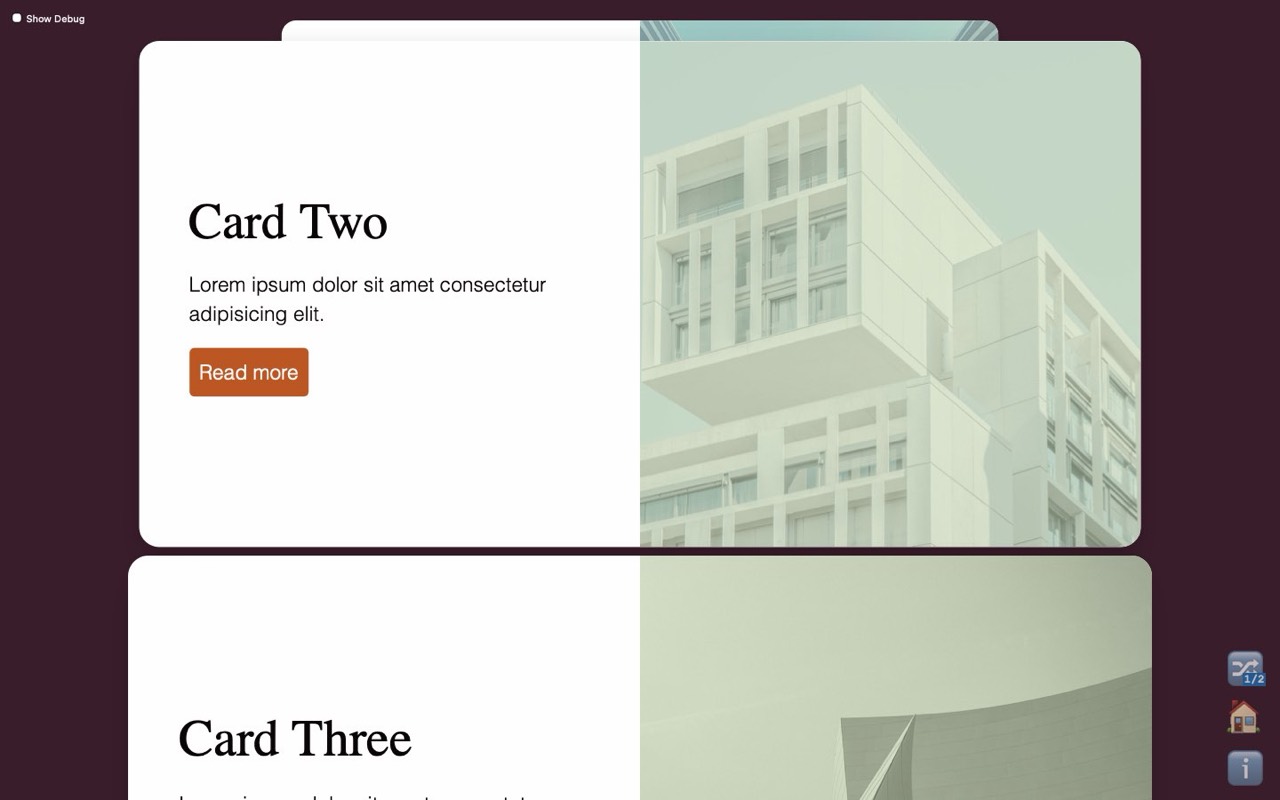 Show Debug
Card Two
Lorem ipsum dolor sit amet consectetur
adipisicing elit.
Read more
1/2
Card Three